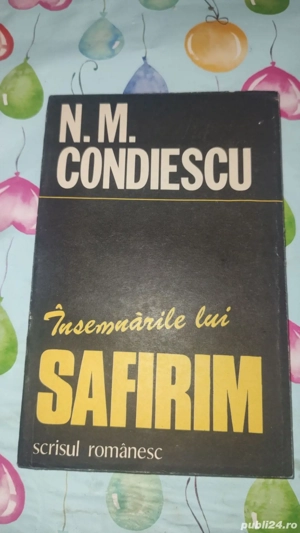 N. M.
CONDIESCU
Însemnările lui
SAFIRIM
scrisul românesc
publi24.ro